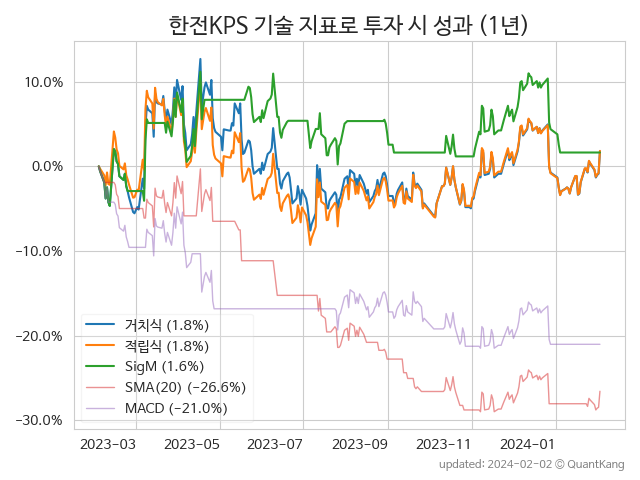 한전KPS 기술 지표로 투자 시 성과 (1년)
10.0%
0.0%
−10.0%
−20.0%
−30.0%
거치식 (1.8%)
적립식 (1.8%)
SigM (1.6%)
SMA(20) (−26.6%)
MACD (−21.0%)
2023-03 2023-05 2023-07 2023-09 2023-11 2024-01
updated: 2024-02-02 © QuantKang